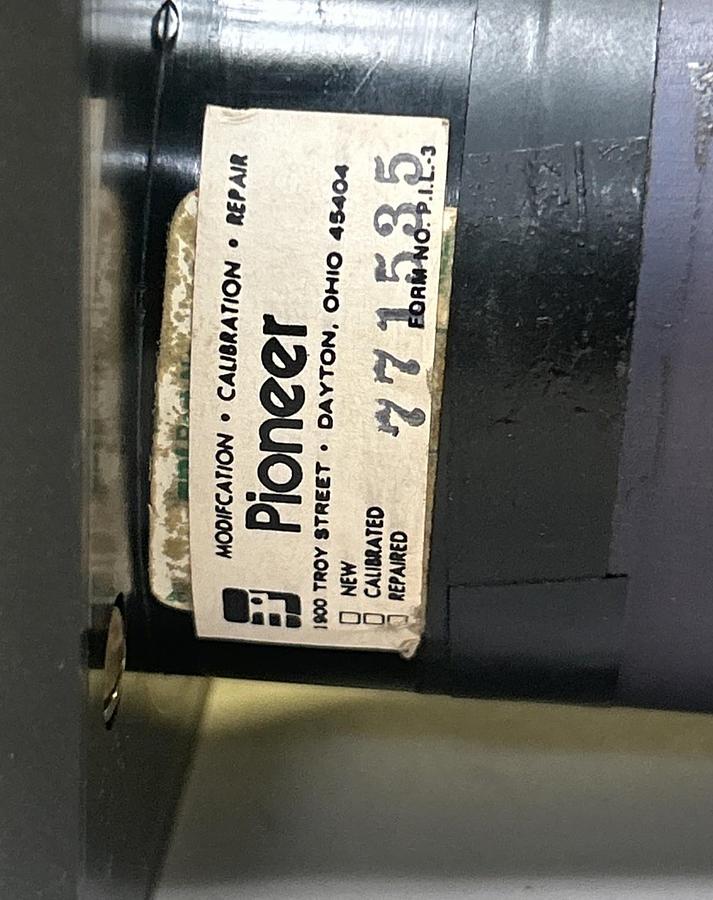 MODIFCATION • CALIBRATION • REPAIR
Pioneer
1900 TROY STREET • DAYTON, OHIO 45404
NEW
CALIBRATED
REPAIRED
771535
FORM NO. P.I.L.-3